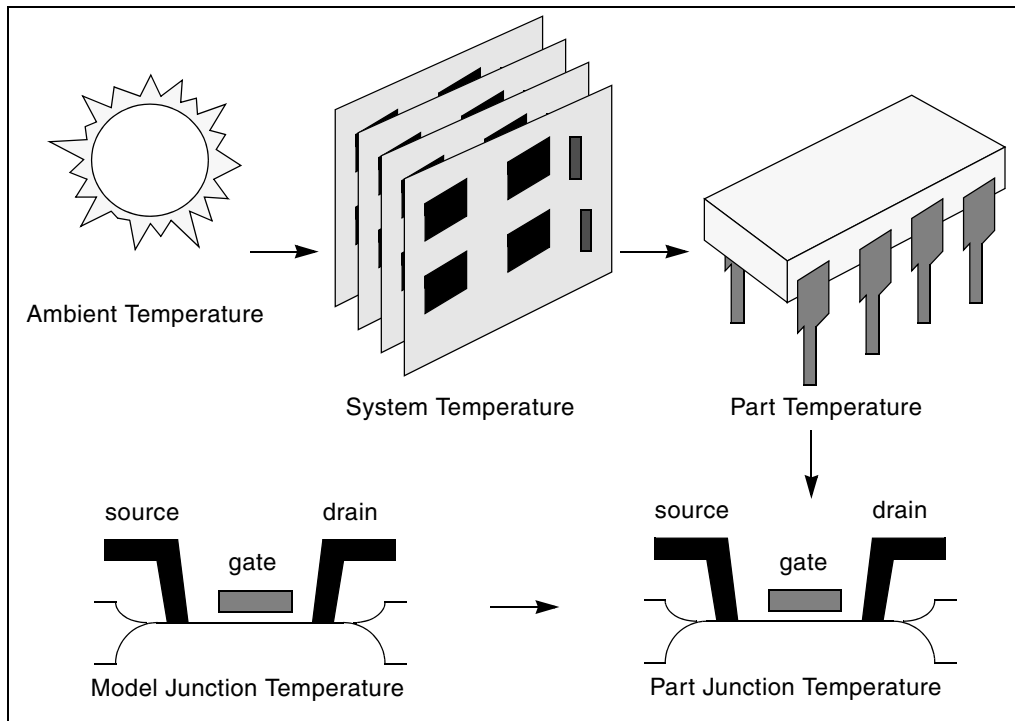 Ambient Temperature
System Temperature
Part Temperature
source
drain
gate
Model Junction Temperature
source
drain
gate
Part Junction Temperature